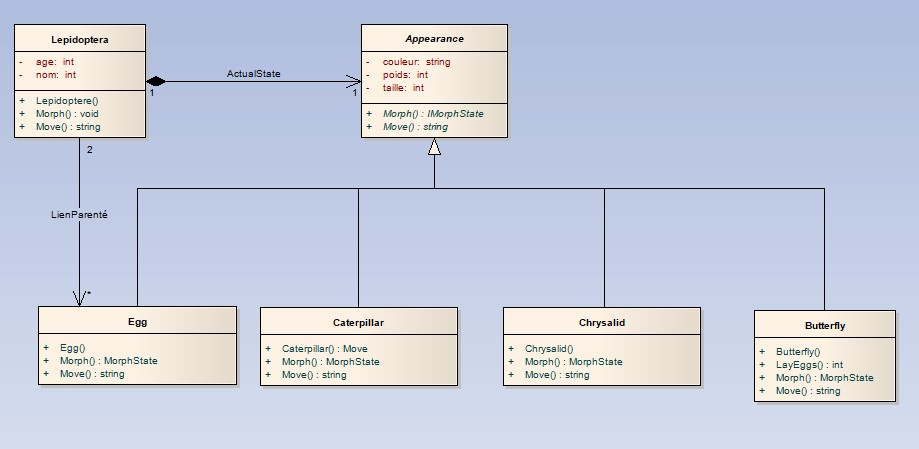 Lepidoptera
- age: int
- nom: int
+ Lepidoptere()
+ Morph() : void
+ Move() : string
ActualState
1
1
Appearance
- couleur: string
- poids: int
- taille: int
+ Morph() : IMorphState
+ Move() : string
2
LienParenté
*
Egg
+ Egg()
+ Morph() : MorphState
+ Move() : string
Caterpillar
+ Caterpillar() : Move
+ Morph() : MorphState
+ Move() : string
Chrysalid
+ Chrysalid()
+ Morph() : MorphState
+ Move() : string
Butterfly
+ Butterfly()
+ LayEggs() : int
+ Morph() : MorphState
+ Move() : string